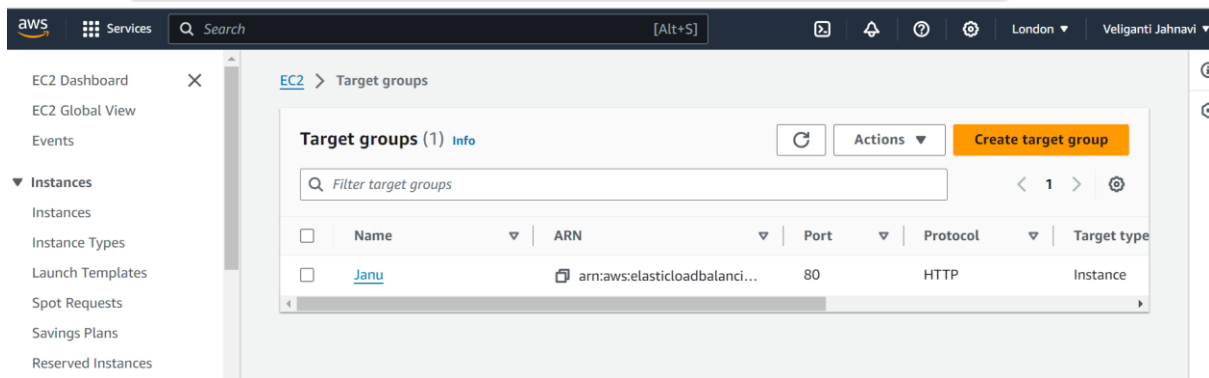 aws Services Search [Alt+S] London ▼ Veliganti Jahnavi ▼
EC2 Dashboard
EC2 Global View
Events
▼ Instances
Instances
Instance Types
Launch Templates
Spot Requests
Savings Plans
Reserved Instances
EC2 > Target groups
Target groups (1) Info Actions ▼ Create target group
Filter target groups < 1 >
Name ARN Port Protocol Target type
Janu arn:aws:elasticloadbalanci... 80 HTTP Instance